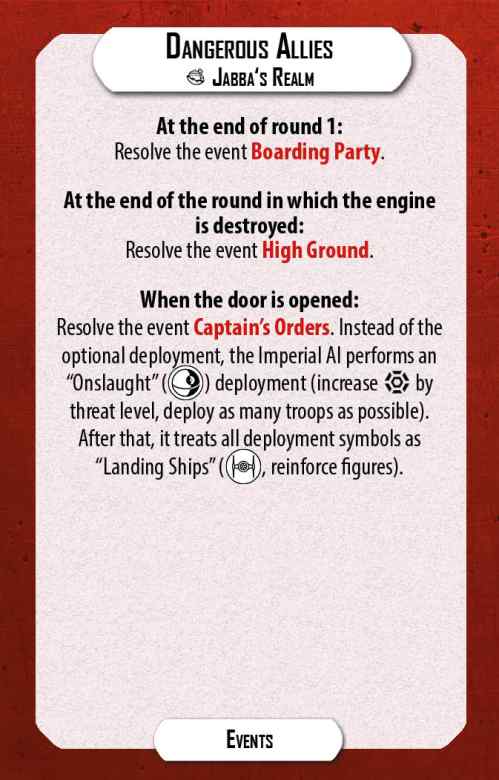 Dangerous Allies
Jabba's Realm
At the end of round 1:
Resolve the event Boarding Party.
At the end of the round in which the engine
is destroyed:
Resolve the event High Ground.
When the door is opened:
Resolve the event Captain's Orders. Instead of the
optional deployment, the Imperial AI performs an
“Onslaught” ( ) deployment (increase by
threat level, deploy as many troops as possible).
After that, it treats all deployment symbols as
“Landing Ships” ( , reinforce figures).
Events